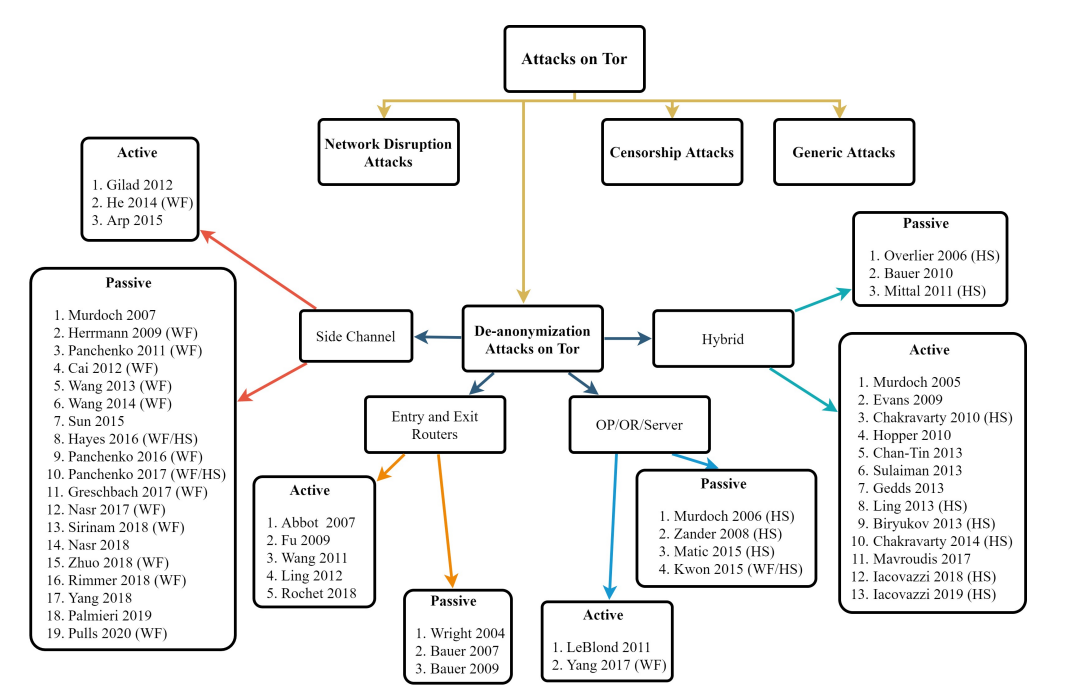 Attacks on Tor
Network Disruption
Attacks
Censorship Attacks
Generic Attacks
Active
1. Gilad 2012
2. He 2014 (WF)
3. Arp 2015
Passive
1. Overlier 2006 (HS)
2. Bauer 2010
3. Mittal 2011 (HS)
Passive
1. Murdoch 2007
2. Herrmann 2009 (WF)
3. Panchenko 2011 (WF)
4. Cai 2012 (WF)
5. Wang 2013 (WF)
6. Wang 2014 (WF)
7. Sun 2015
8. Hayes 2016 (WF/HS)
9. Panchenko 2016 (WF)
10. Panchenko 2017 (WF/HS)
11. Greschbach 2017 (WF)
12. Nasr 2017 (WF)
13. Sirinam 2018 (WF)
14. Nasr 2018
15. Zhuo 2018 (WF)
16. Rimmer 2018 (WF)
17. Yang 2018
18. Palmieri 2019
19. Pulls 2020 (WF)
Side Channel
De-anonymization
Attacks on Tor
Hybrid
Active
1. Murdoch 2005
2. Evans 2009
3. Chakravarty 2010 (HS)
4. Hopper 2010
5. Chan-Tin 2013
6. Sulaiman 2013
7. Gedds 2013
8. Ling 2013 (HS)
9. Biryukov 2013 (HS)
10. Chakravarty 2014 (HS)
11. Mavroudis 2017
12. Iacovazzi 2018 (HS)
13. Iacovazzi 2019 (HS)
Entry and Exit
Routers
OP/OR/Server
Active
1. Abbot 2007
2. Fu 2009
3. Wang 2011
4. Ling 2012
5. Rochet 2018
Passive
1. Murdoch 2006 (HS)
2. Zander 2008 (HS)
3. Matic 2015 (HS)
4. Kwon 2015 (WF/HS)
Passive
1. Wright 2004
2. Bauer 2007
3. Bauer 2009
Active
1. LeBlond 2011
2. Yang 2017 (WF)